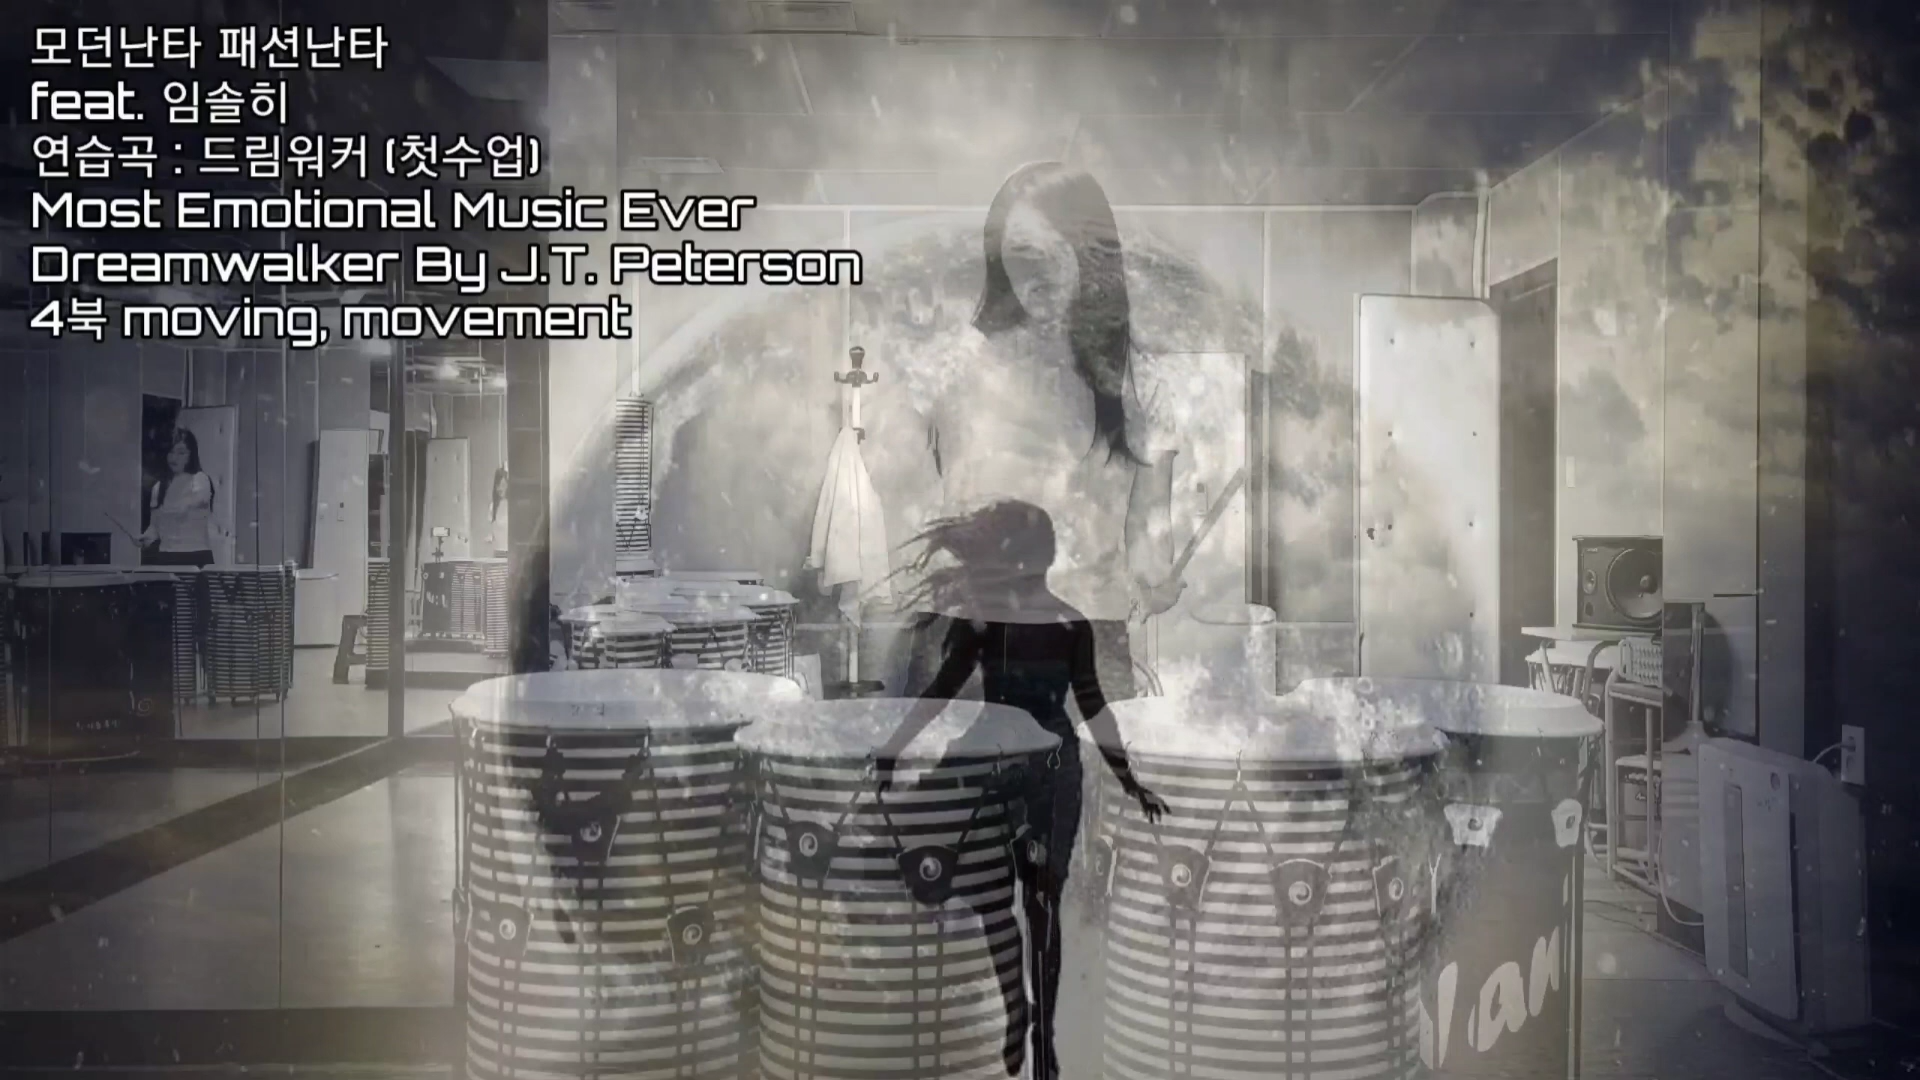 모던난타 패션난타
feat. 임솔히
연습곡 : 드림워커 (첫수업)
Most Emotional Music Ever
Dreamwalker By J.T. Peterson
4북 moving, movement
Nan